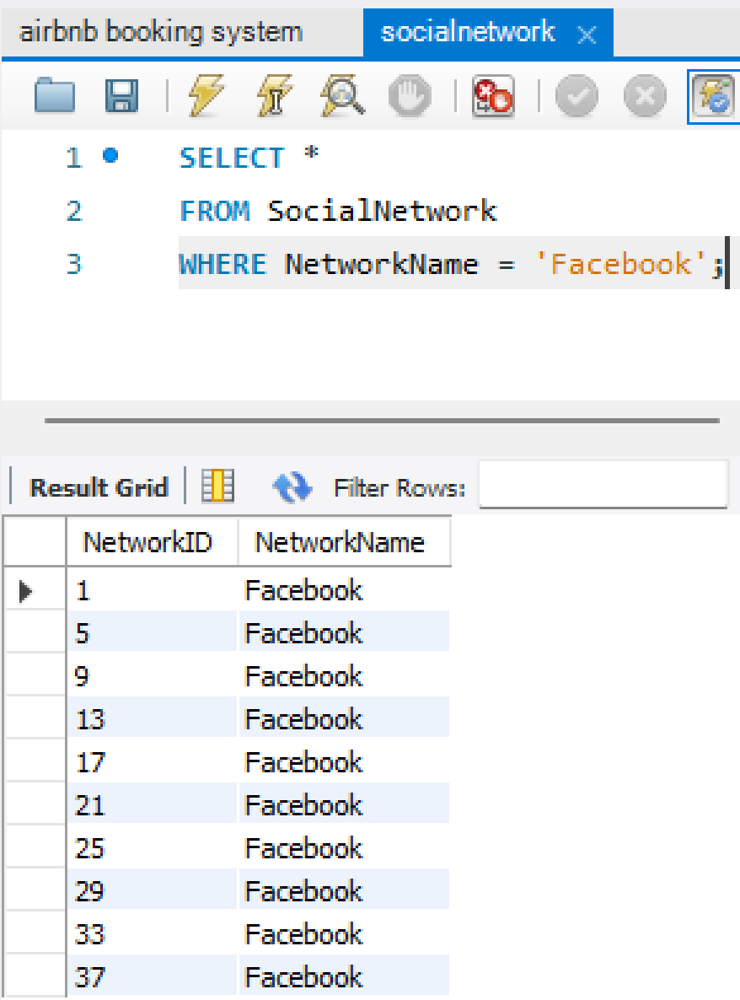 airbnb booking system socialnetwork ×
1 SELECT *
2 FROM SocialNetwork
3 WHERE NetworkName = 'Facebook';
Result Grid Filter Rows:
NetworkID NetworkName
1 Facebook
5 Facebook
9 Facebook
13 Facebook
17 Facebook
21 Facebook
25 Facebook
29 Facebook
33 Facebook
37 Facebook